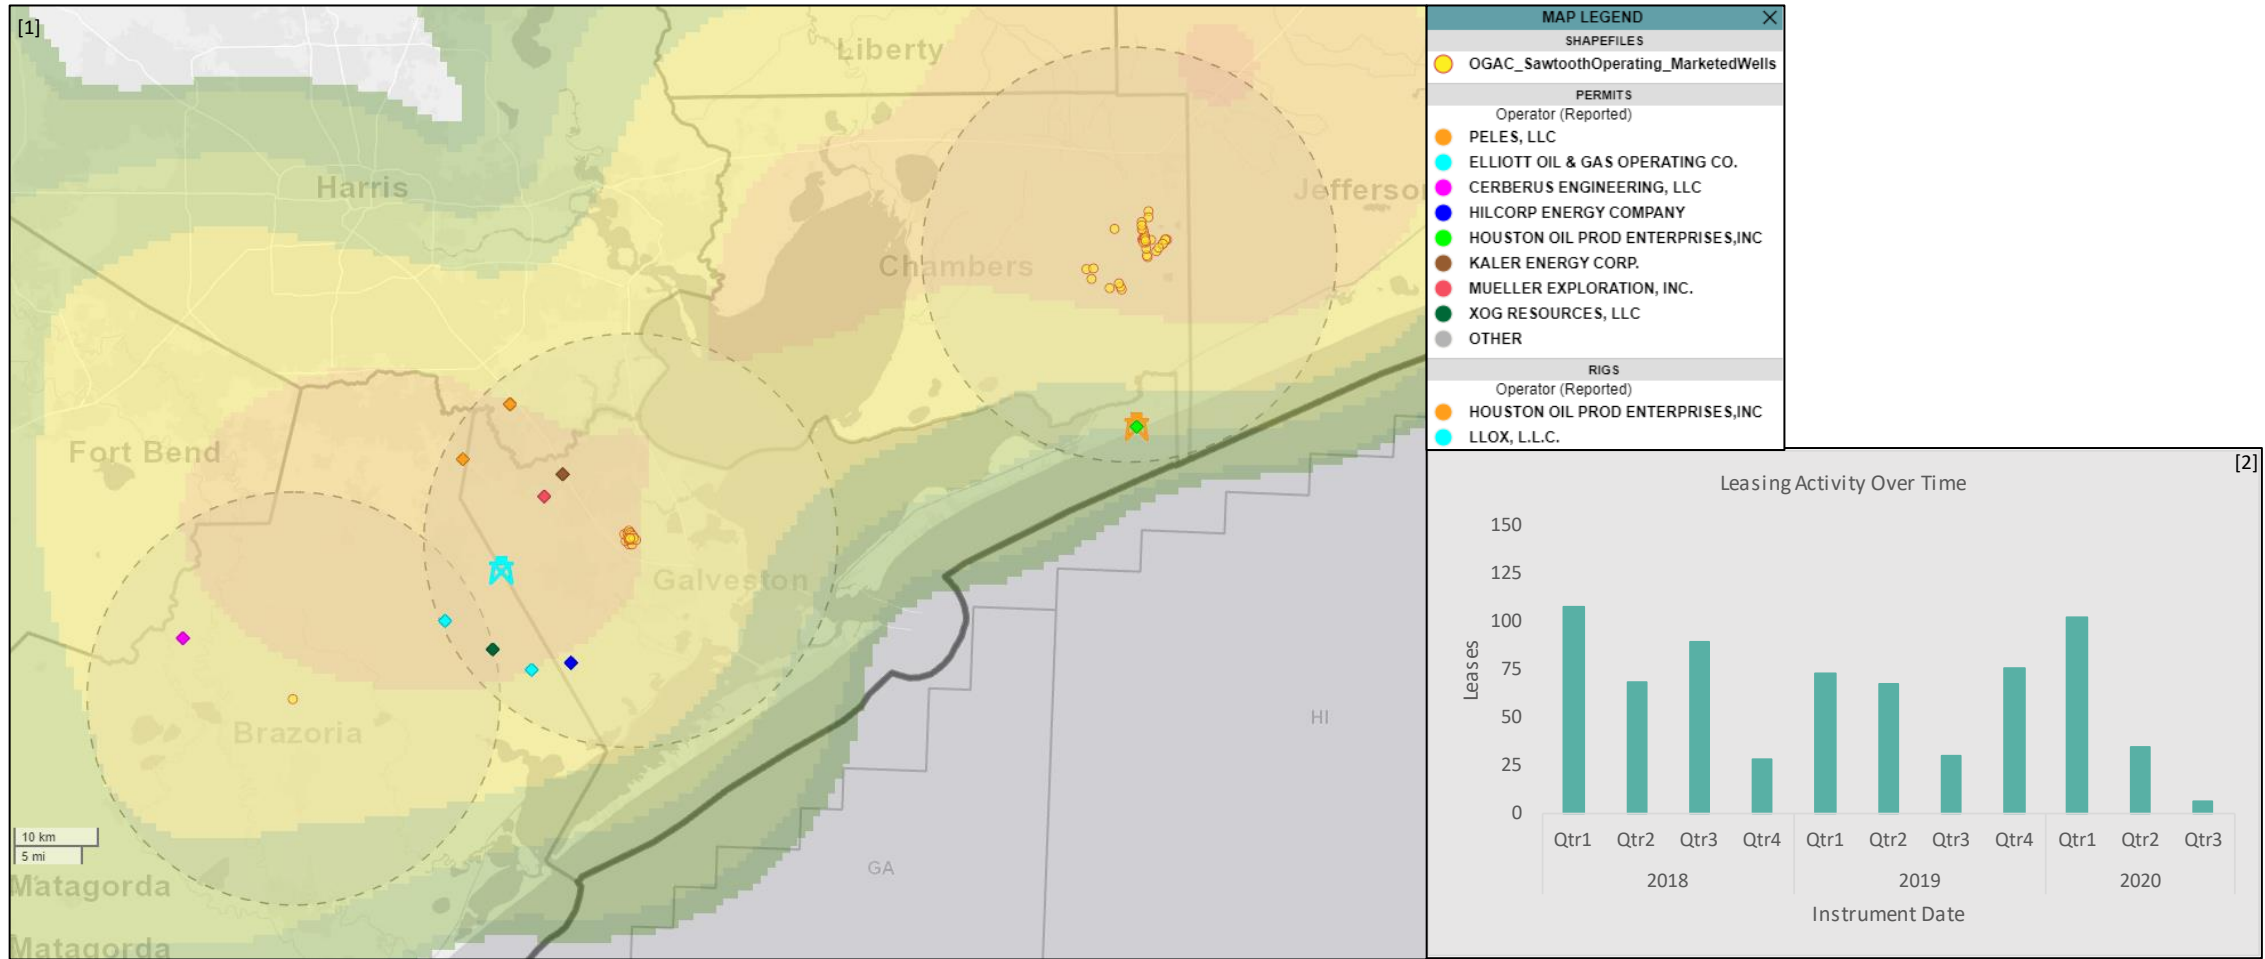 [1]
Liberty
Harris
Jefferso
Chambers
Fort Bend
Galveston
Brazoria
HI
GA
10 km
5 mi
Matagorda
Matagorda
MAP LEGEND
SHAPEFILES
OGAC_SawtoothOperating_MarketedWells
PERMITS
Operator (Reported)
PELES, LLC
ELLIOTT OIL & GAS OPERATING CO.
CERBERUS ENGINEERING, LLC
HILCORP ENERGY COMPANY
HOUSTON OIL PROD ENTERPRISES,INC
KALER ENERGY CORP.
MUELLER EXPLORATION, INC.
XOG RESOURCES, LLC
OTHER
RIGS
Operator (Reported)
HOUSTON OIL PROD ENTERPRISES,INC
LLOX, L.L.C.
[2]
Leasing Activity Over Time
150
125
100
75
50
25
0
Leases
Qtr1 Qtr2 Qtr3 Qtr4 Qtr1 Qtr2 Qtr3 Qtr4 Qtr1 Qtr2 Qtr3
2018 2019 2020
Instrument Date